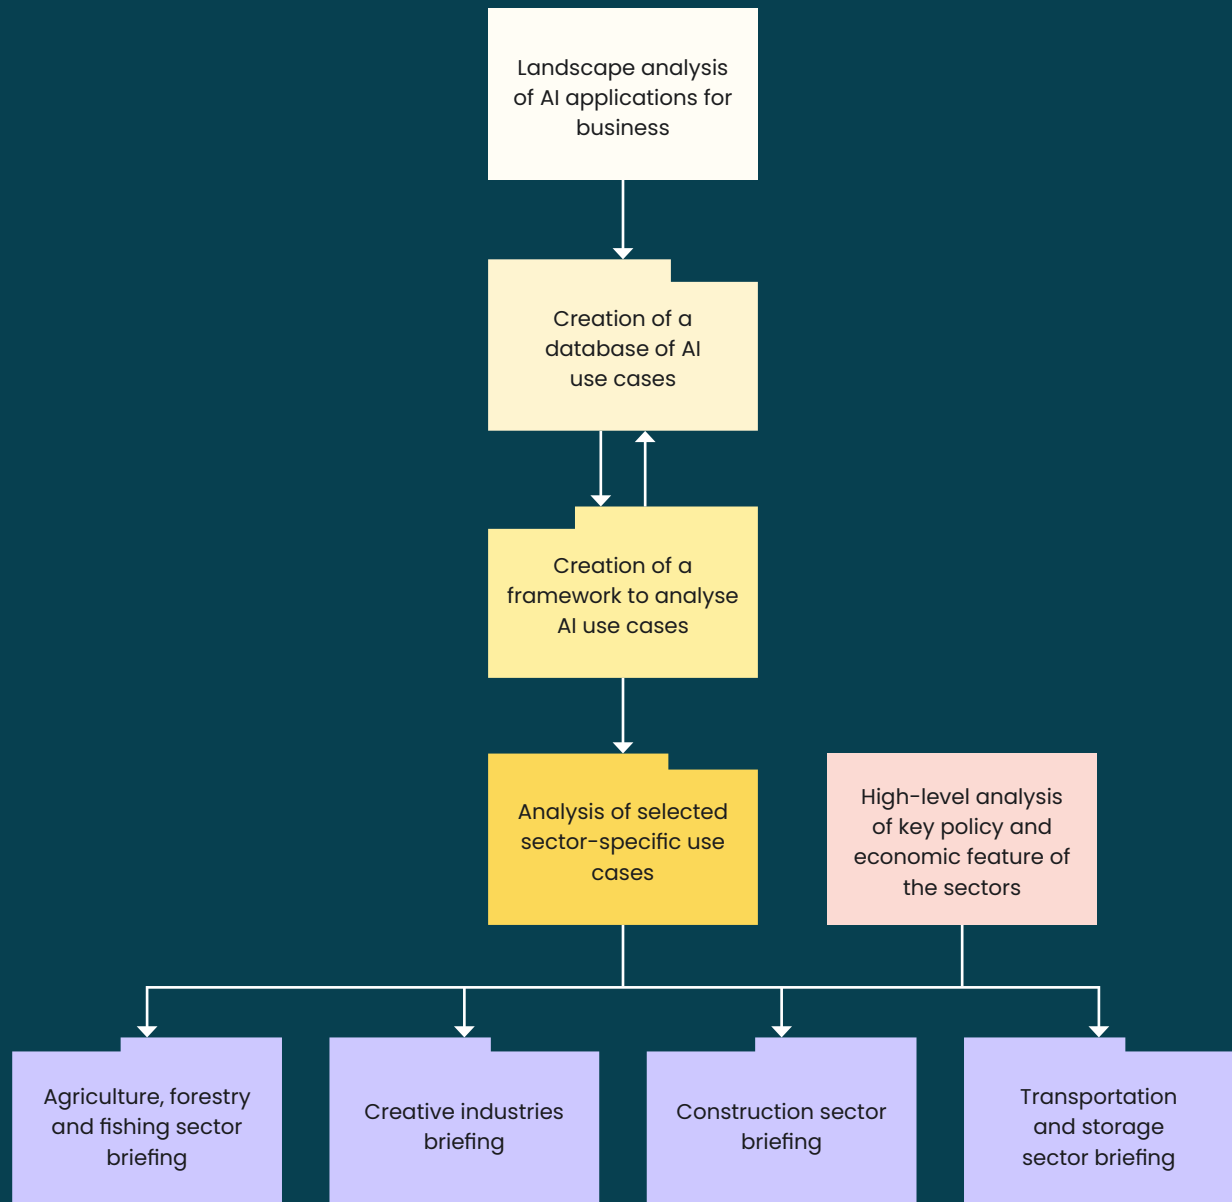 Landscape analysis
of AI applications for
business
Creation of a
database of AI
use cases
Creation of a
framework to analyse
AI use cases
Analysis of selected
sector-specific use
cases
High-level analysis
of key policy and
economic feature of
the sectors
Agriculture, forestry
and fishing sector
briefing
Creative industries
briefing
Construction sector
briefing
Transportation
and storage
sector briefing